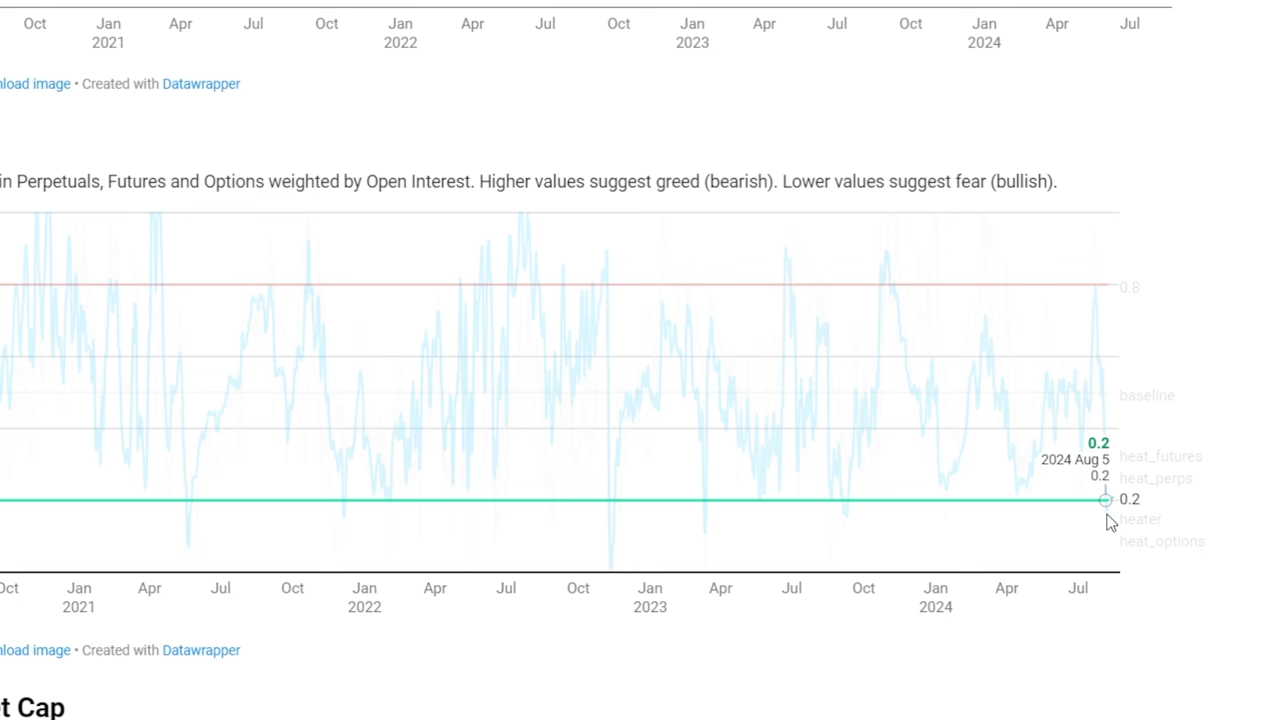 Oct Jan Apr Jul Oct Jan Apr Jul Oct Jan Apr Jul Oct Jan Apr Jul
2021 2022 2023 2024
nload image • Created with Datawrapper
in Perpetuals, Futures and Options weighted by Open Interest. Higher values suggest greed (bearish). Lower values suggest fear (bullish).
0.8
baseline
0.2
2024 Aug 5
heat_futures
0.2
heat_perps
0.2
heater
heat_options
Oct Jan Apr Jul Oct Jan Apr Jul Oct Jan Apr Jul Oct Jan Apr Jul
2021 2022 2023 2024
nload image • Created with Datawrapper
t Cap